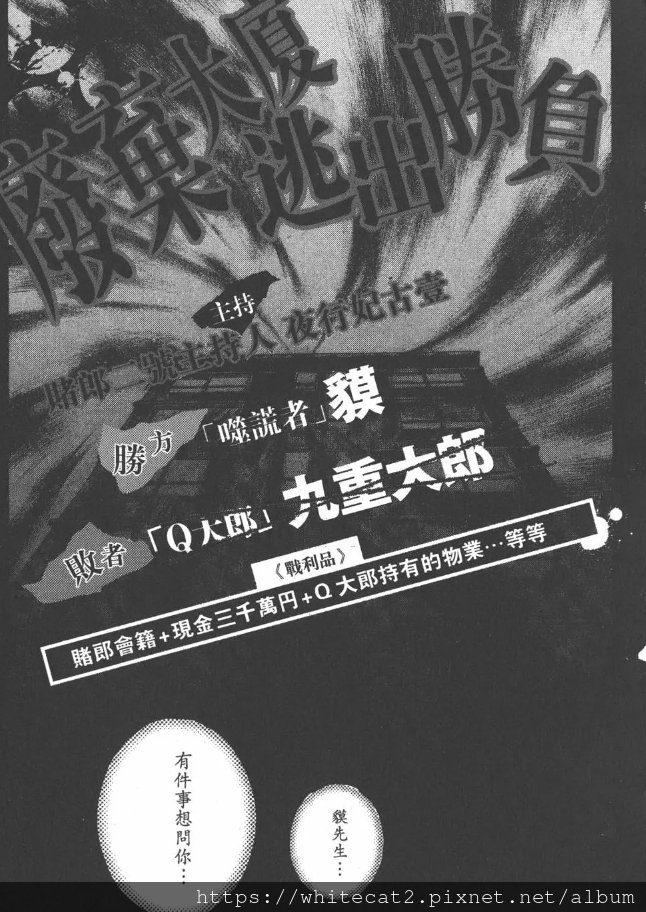 廢棄大廈
逃出勝負
主持
賭郎二號主持人 夜行妃古壹
勝方
「噬謊者」貘
敗者
「Q大郎」九重大郎
《戰利品》
賭郎會籍+現金三千萬円+Q大郎持有的物業…等等
貘先生…
有件事想問你…
https://whitecat2.pixnet.net/album